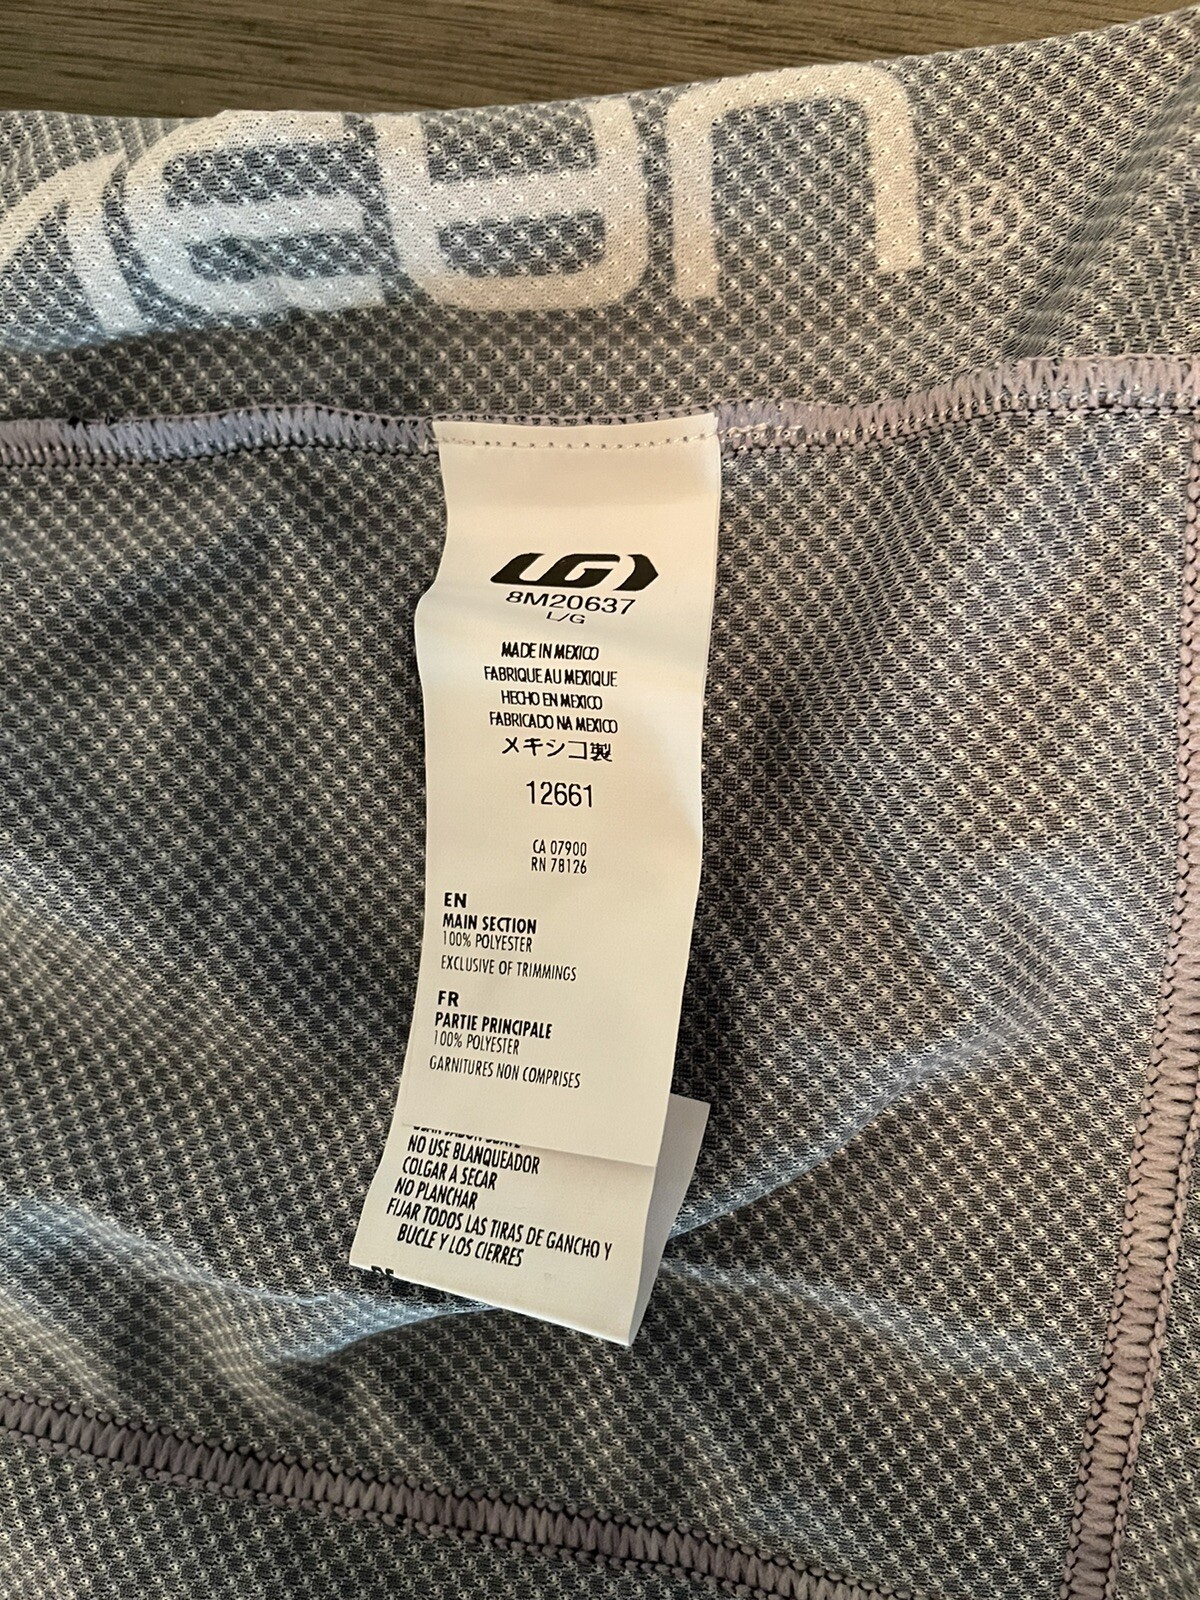 LG
8M20637
L/G
MADE IN MEXICO
FABRIQUE AU MEXIQUE
HECHO EN MEXICO
FABRICADO NA MEXICO
メキシコ製
12661
CA 07900
RN 78126
EN
MAIN SECTION
100% POLYESTER
EXCLUSIVE OF TRIMMINGS
FR
PARTIE PRINCIPALE
100% POLYESTER
GARNITURES NON COMPRISES
NO USE BLANQUEADOR
COLGAR A SECAR
NO PLANCHAR
FIJAR TODOS LAS TIRAS DE GANCHO Y
BUCLE Y LOS CIERRES